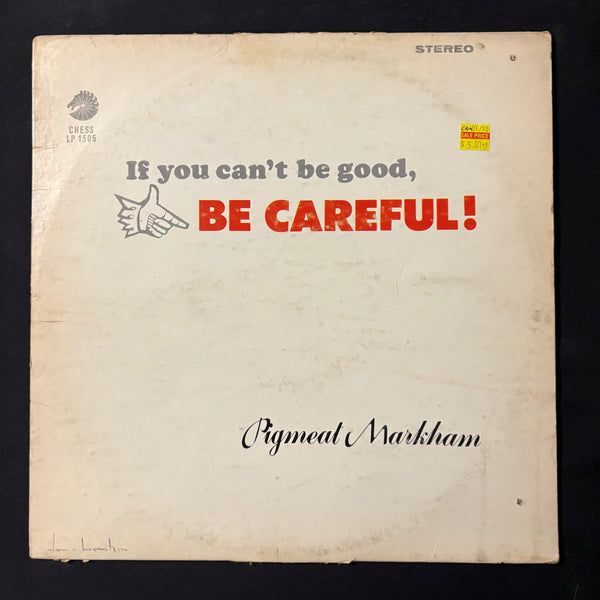 STEREO
CHESS
LP 1505
SALE PRICE
If you can't be good,
BE CAREFUL!
Pigmeat Markham